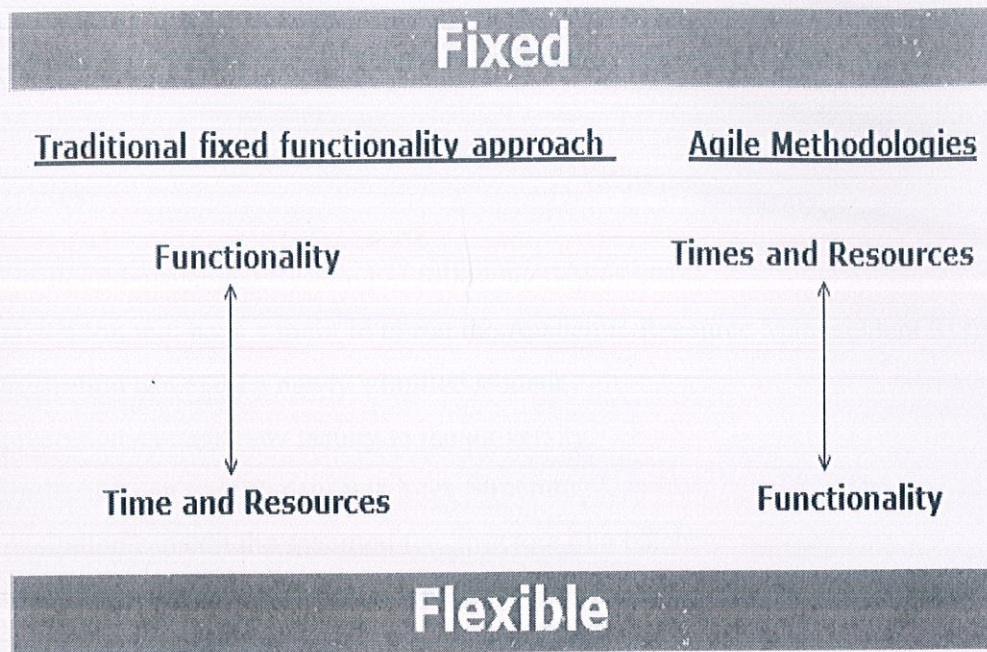 Fixed
Traditional fixed functionality approach Agile Methodologies
Functionality Times and Resources
Time and Resources Functionality
Flexible